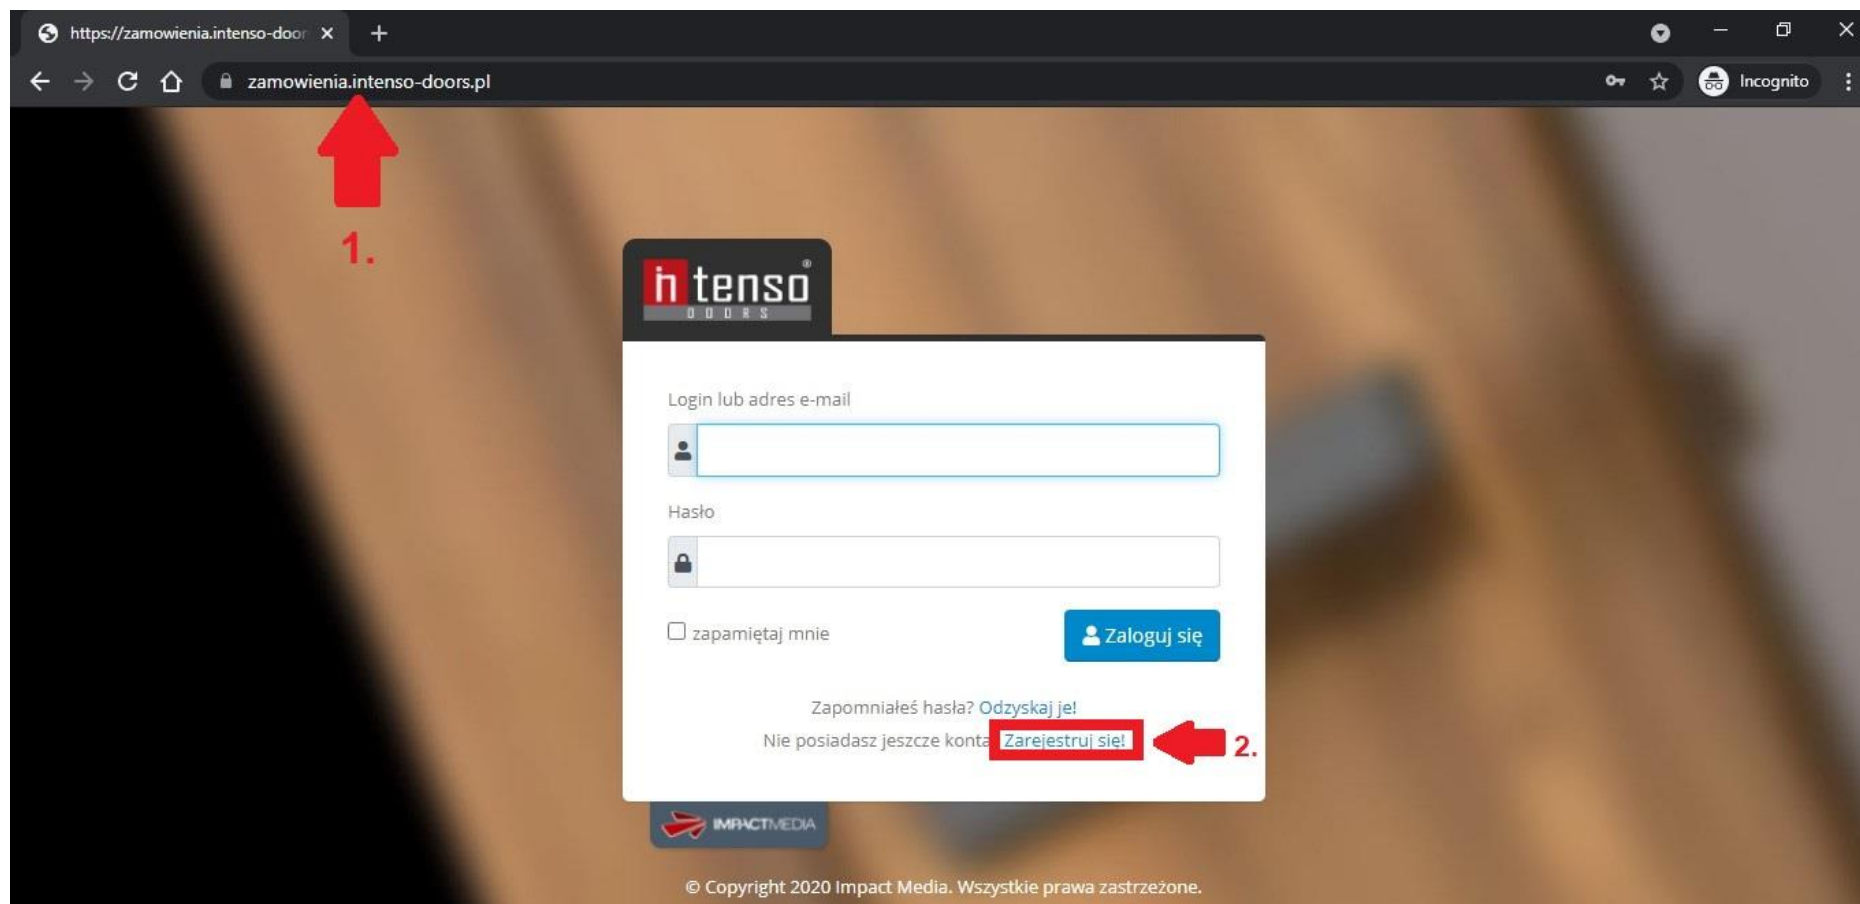 https://zamowienia.intenso-door
zamowienia.intenso-doors.pl
Incognito
1.
intenso®
DOORS
Login lub adres e-mail
Hasło
zapamiętaj mnie
Zaloguj się
Zapomniałeś hasła? Odzyskaj je!
Nie posiadasz jeszcze konta Zarejestruj się!
2.
IMPACTMEDIA
© Copyright 2020 Impact Media. Wszystkie prawa zastrzeżone.